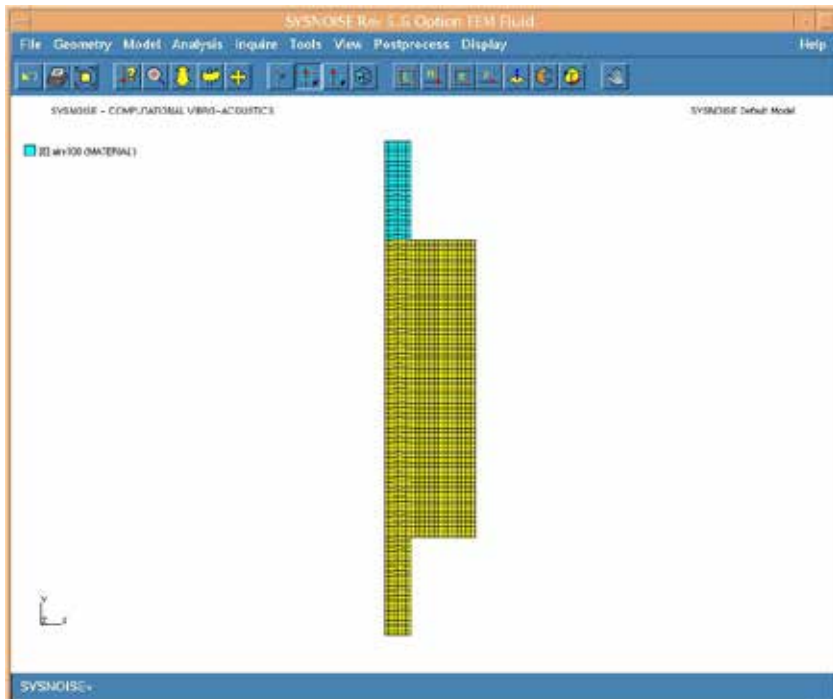 SYSNOISE Rev 5.6 Option FEM Fluid
File Geometry Model Analysis Inquire Tools View Postprocess Display Help
SYSNOISE - COMPUTATIONAL VIBRO-ACOUSTICS
SYSNOISE Default Model
(MATERIAL)
Y
Z
SYSNOISE>